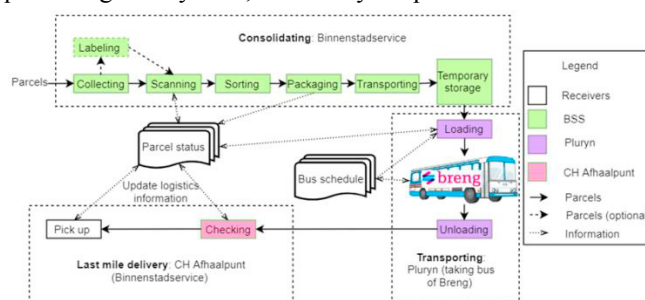 Consolidating: Binnenstadservice
Labeling
Parcels
Collecting
Scanning
Sorting
Packaging
Transporting
Temporary
storage
Parcel status
Bus schedule
Loading
breng
Update logistics
information
Pick up
Checking
Unloading
Last mile delivery: CH Afhaalpunt
(Binnenstadservice)
Transporting:
Pluryn (taking bus
of Breng)
Legend
Receivers
BSS
Pluryn
CH Afhaalpunt
Parcels
Parcels (optiona
Information